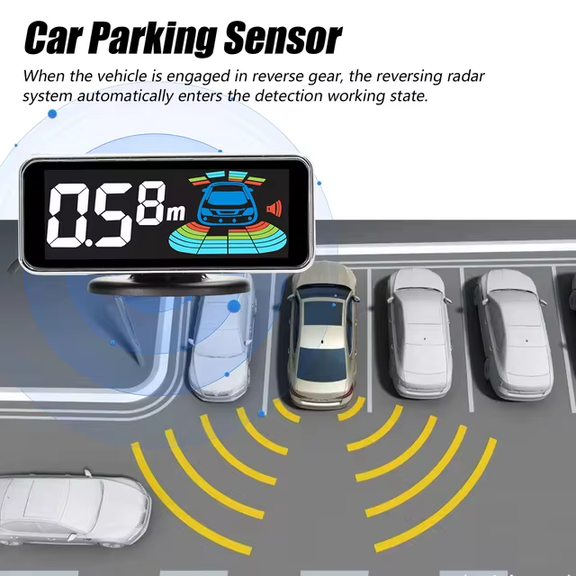 Car Parking Sensor
When the vehicle is engaged in reverse gear, the reversing radar
system automatically enters the detection working state.
0.58m